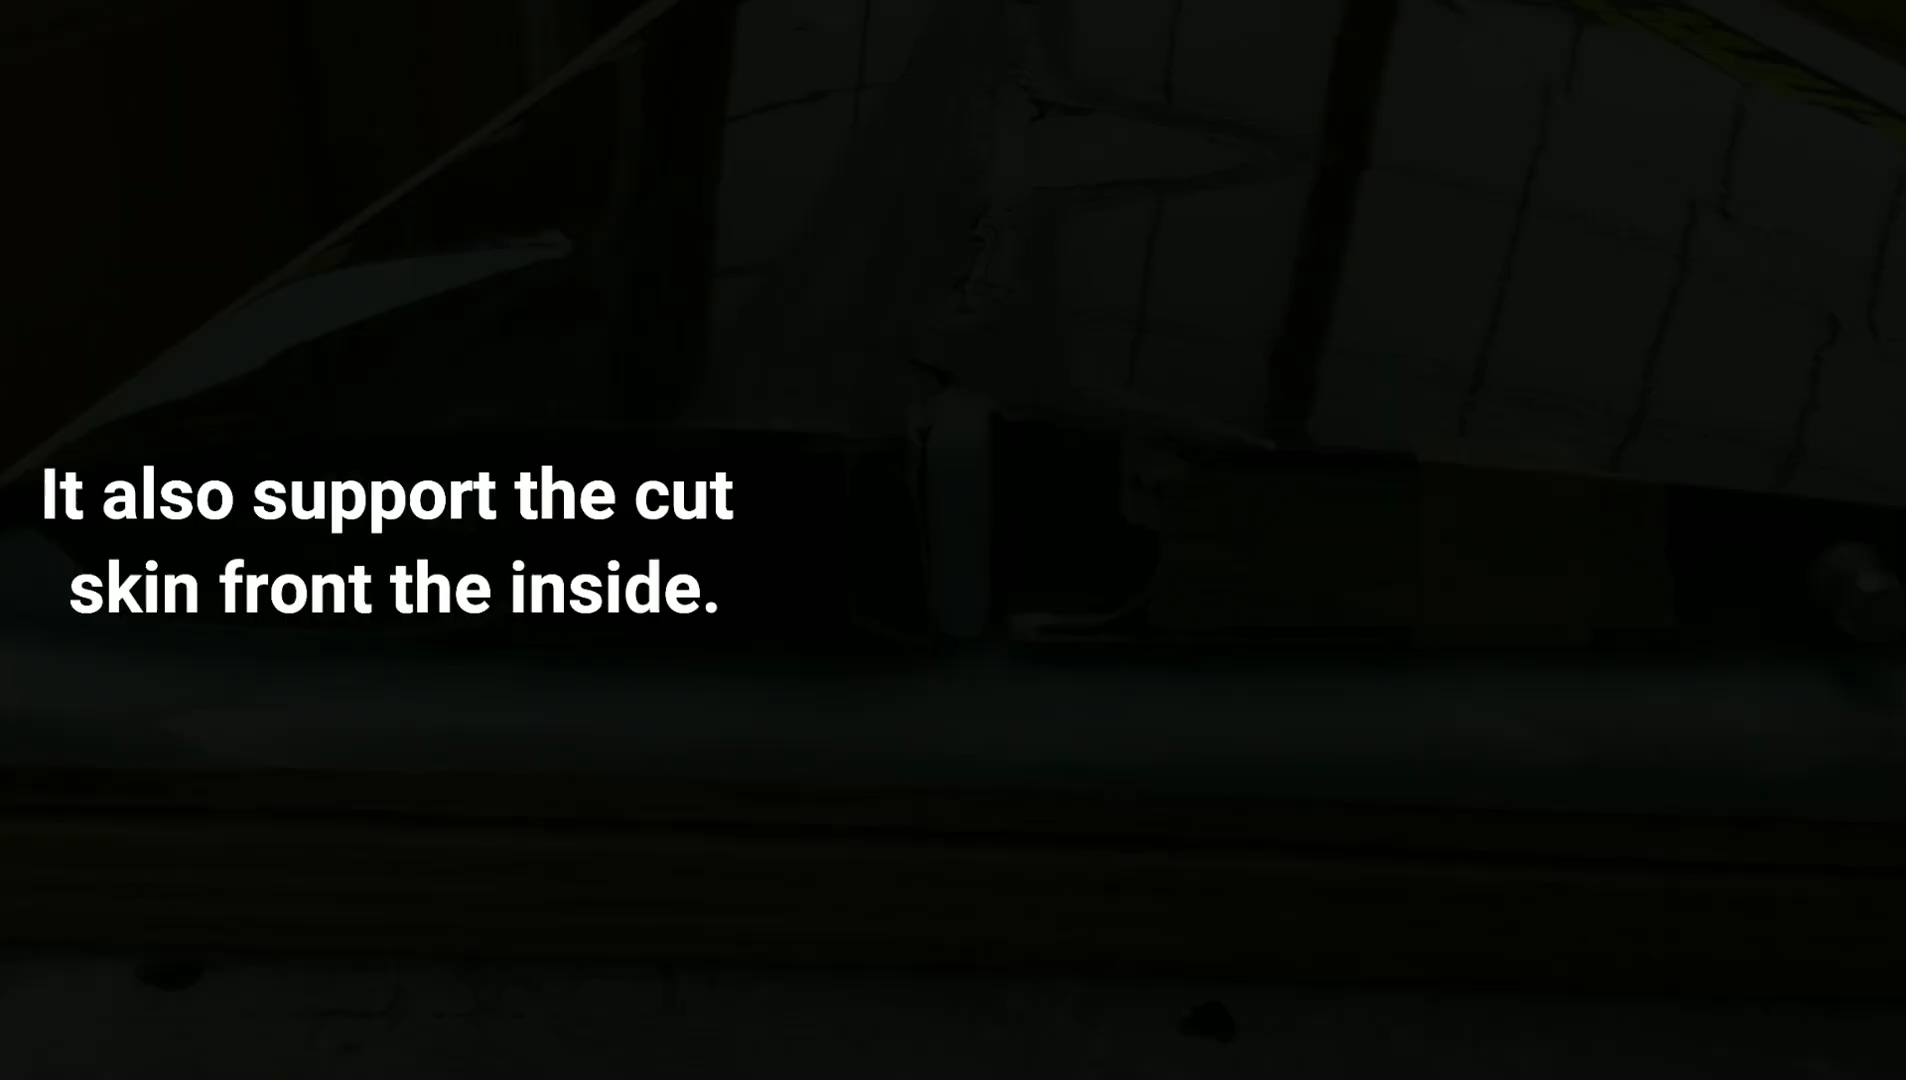 It also support the cut
skin front the inside.